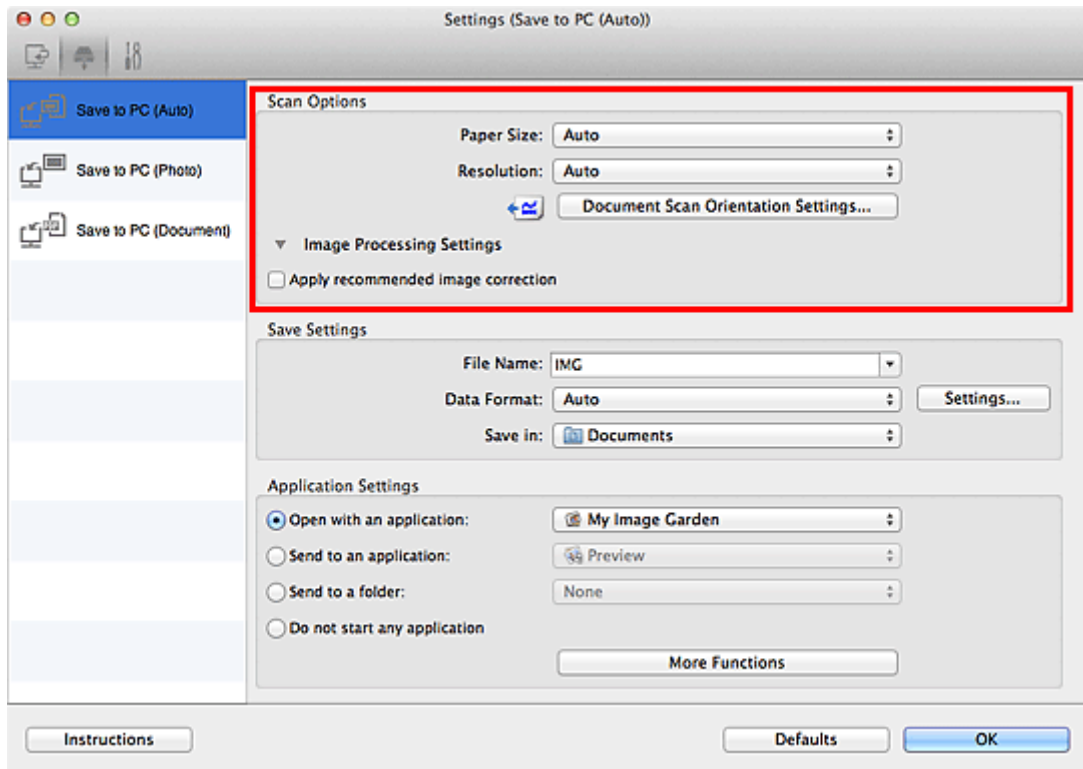 Settings (Save to PC (Auto))
Save to PC (Auto)
Save to PC (Photo)
Save to PC (Document)
Scan Options
Paper Size: Auto
Resolution: Auto
Document Scan Orientation Settings...
Image Processing Settings
Apply recommended image correction
Save Settings
File Name: IMG
Data Format: Auto Settings...
Save in: Documents
Application Settings
Open with an application: My Image Garden
Send to an application: Preview
Send to a folder: None
Do not start any application
More Functions
Instructions Defaults OK